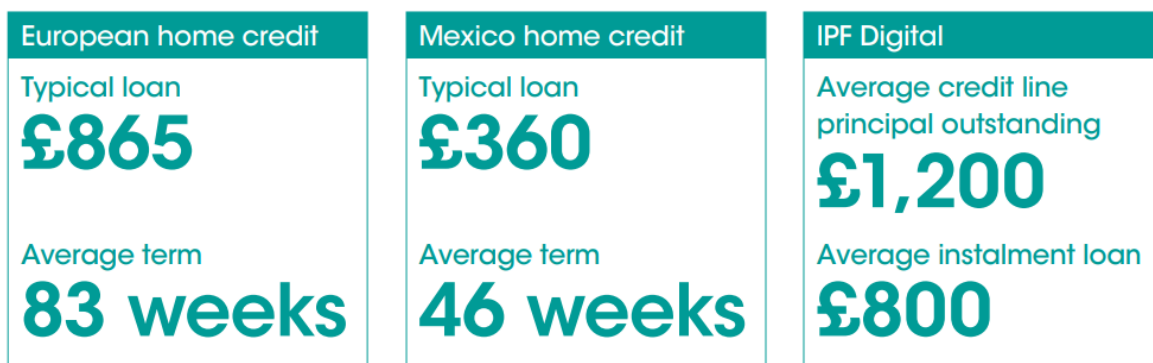 European home credit
Typical loan
£865
Average term
83 weeks
Mexico home credit
Typical loan
£360
Average term
46 weeks
IPF Digital
Average credit line
principal outstanding
£1,200
Average instalment loan
£800